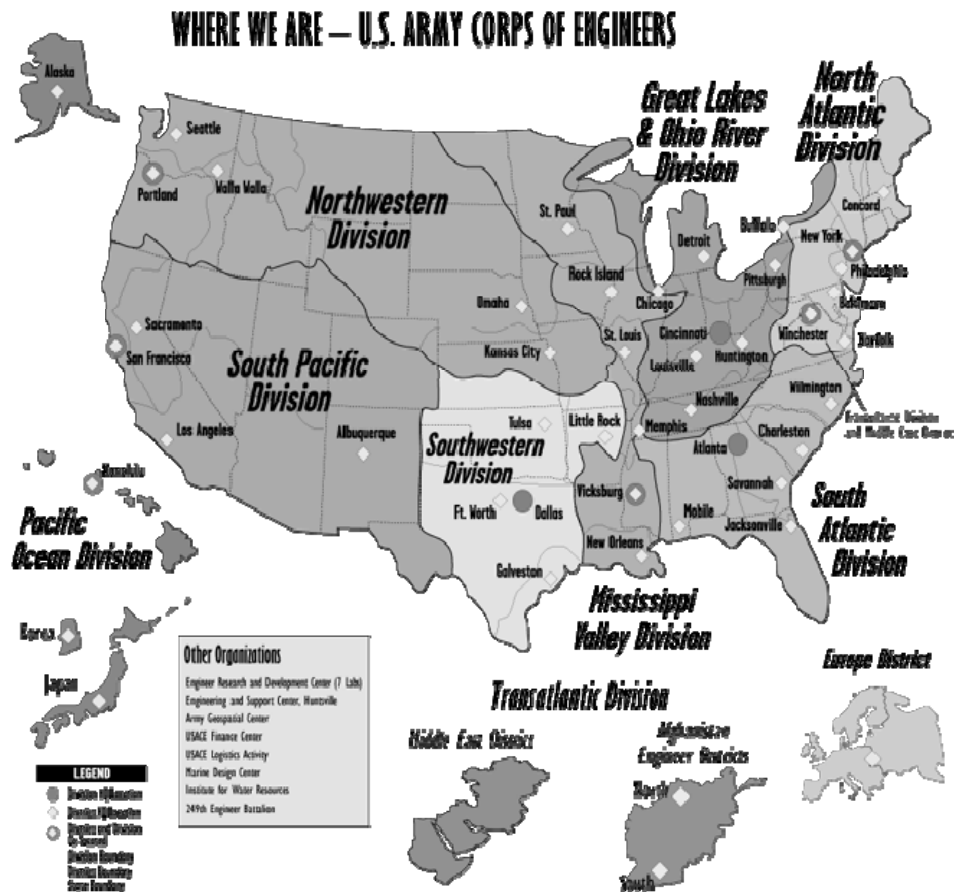 WHERE WE ARE – U.S. ARMY CORPS OF ENGINEERS
Alaska
Great Lakes
& Ohio River
Division
North
Atlantic
Division
Seattle
Portland
Walla Walla
Northwestern
Division
St. Paul
Detroit
Buffalo
Concord
New York
Rock Island
Chicago
Pittsburgh
Philadelphia
Omaha
Baltimore
Sacramento
San Francisco
South Pacific
Division
Kansas City
St. Louis
Cincinnati
Louisville
Huntington
Winchester
Norfolk
Los Angeles
Albuquerque
Tulsa
Little Rock
Nashville
Memphis
Wilmington
Atlanta
Charleston
Southwestern
Division
Ft. Worth
Dallas
Vicksburg
Savannah
Mobile
Jacksonville
New Orleans
Galveston
South
Atlantic
Division
Honolulu
Pacific
Ocean Division
Mississippi
Valley Division
Korea
Japan
Other Organizations
Engineer Research and Development Center (7 Labs)
Engineering and Support Center, Huntsville
Army Geospatial Center
USACE Finance Center
USACE Logistics Activity
Marine Design Center
Institute for Water Resources
249th Engineer Battalion
Transatlantic Division
Middle East District
Afghanistan
Engineer Districts
North
South
Europe District
LEGEND
Division Boundary
District Boundary
State Boundary